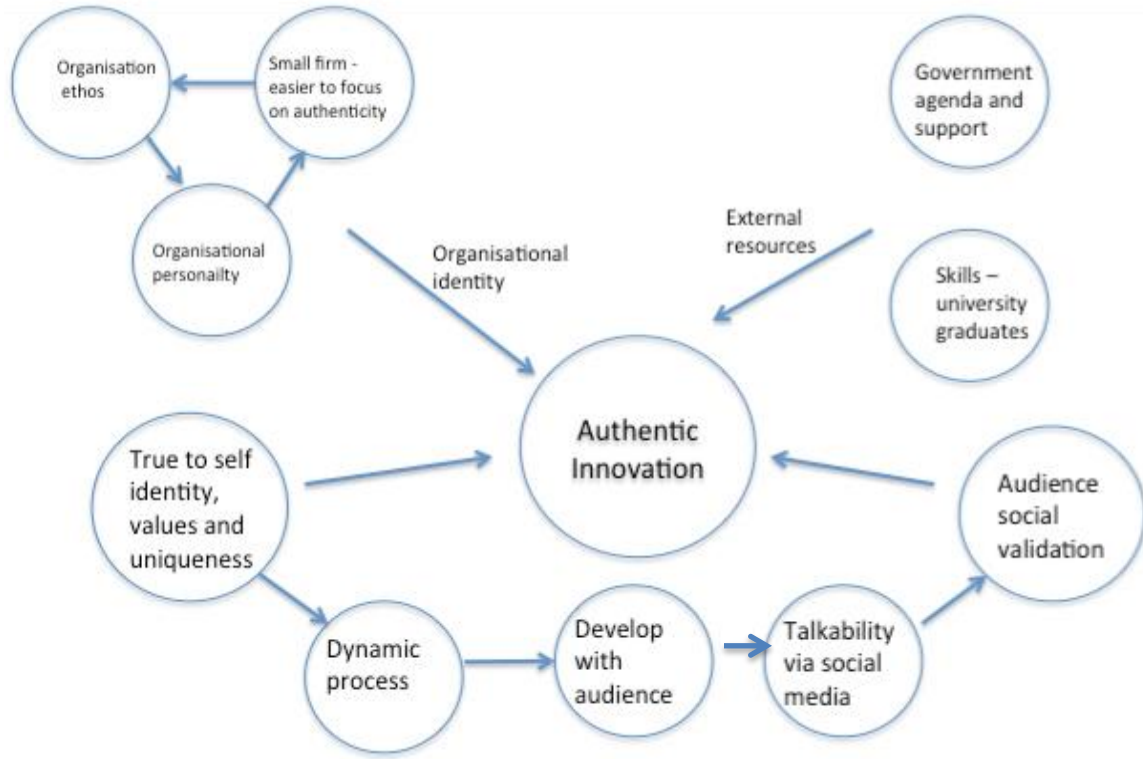 Organisation
ethos
Small firm -
easier to focus
on authenticity
Organisational
personailty
Government
agenda and
support
External
resources
Organisational
identity
Skills –
university
graduates
Authentic
Innovation
True to self
identity,
values and
uniqueness
Audience
social
validation
Dynamic
process
Develop
with
audience
Talkability
via social
media